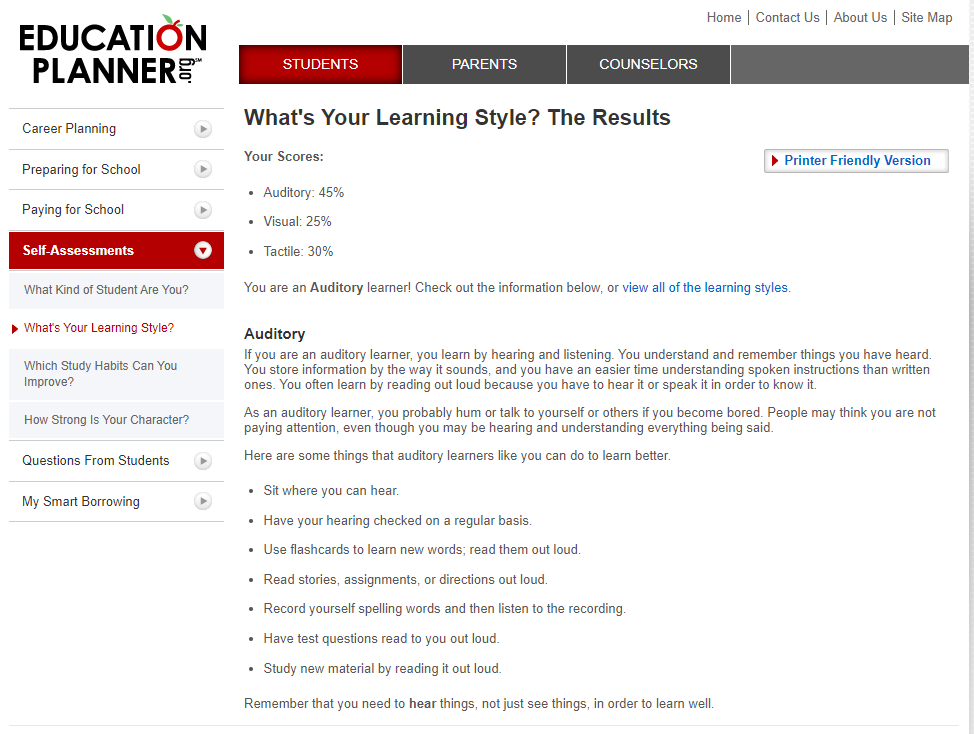 Home | Contact Us | About Us | Site Map
EDUCATION
PLANNER.org℠
STUDENTS
PARENTS
COUNSELORS
Career Planning
Preparing for School
Paying for School
Self-Assessments
What Kind of Student Are You?
What's Your Learning Style?
Which Study Habits Can You
Improve?
How Strong Is Your Character?
Questions From Students
My Smart Borrowing
What's Your Learning Style? The Results
Your Scores:
Printer Friendly Version
• Auditory: 45%
• Visual: 25%
• Tactile: 30%
You are an Auditory learner! Check out the information below, or view all of the learning styles.
Auditory
If you are an auditory learner, you learn by hearing and listening. You understand and remember things you have heard.
You store information by the way it sounds, and you have an easier time understanding spoken instructions than written
ones. You often learn by reading out loud because you have to hear it or speak it in order to know it.
As an auditory learner, you probably hum or talk to yourself or others if you become bored. People may think you are not
paying attention, even though you may be hearing and understanding everything being said.
Here are some things that auditory learners like you can do to learn better.
• Sit where you can hear.
• Have your hearing checked on a regular basis.
• Use flashcards to learn new words; read them out loud.
• Read stories, assignments, or directions out loud.
• Record yourself spelling words and then listen to the recording.
• Have test questions read to you out loud.
• Study new material by reading it out loud.
Remember that you need to hear things, not just see things, in order to learn well.